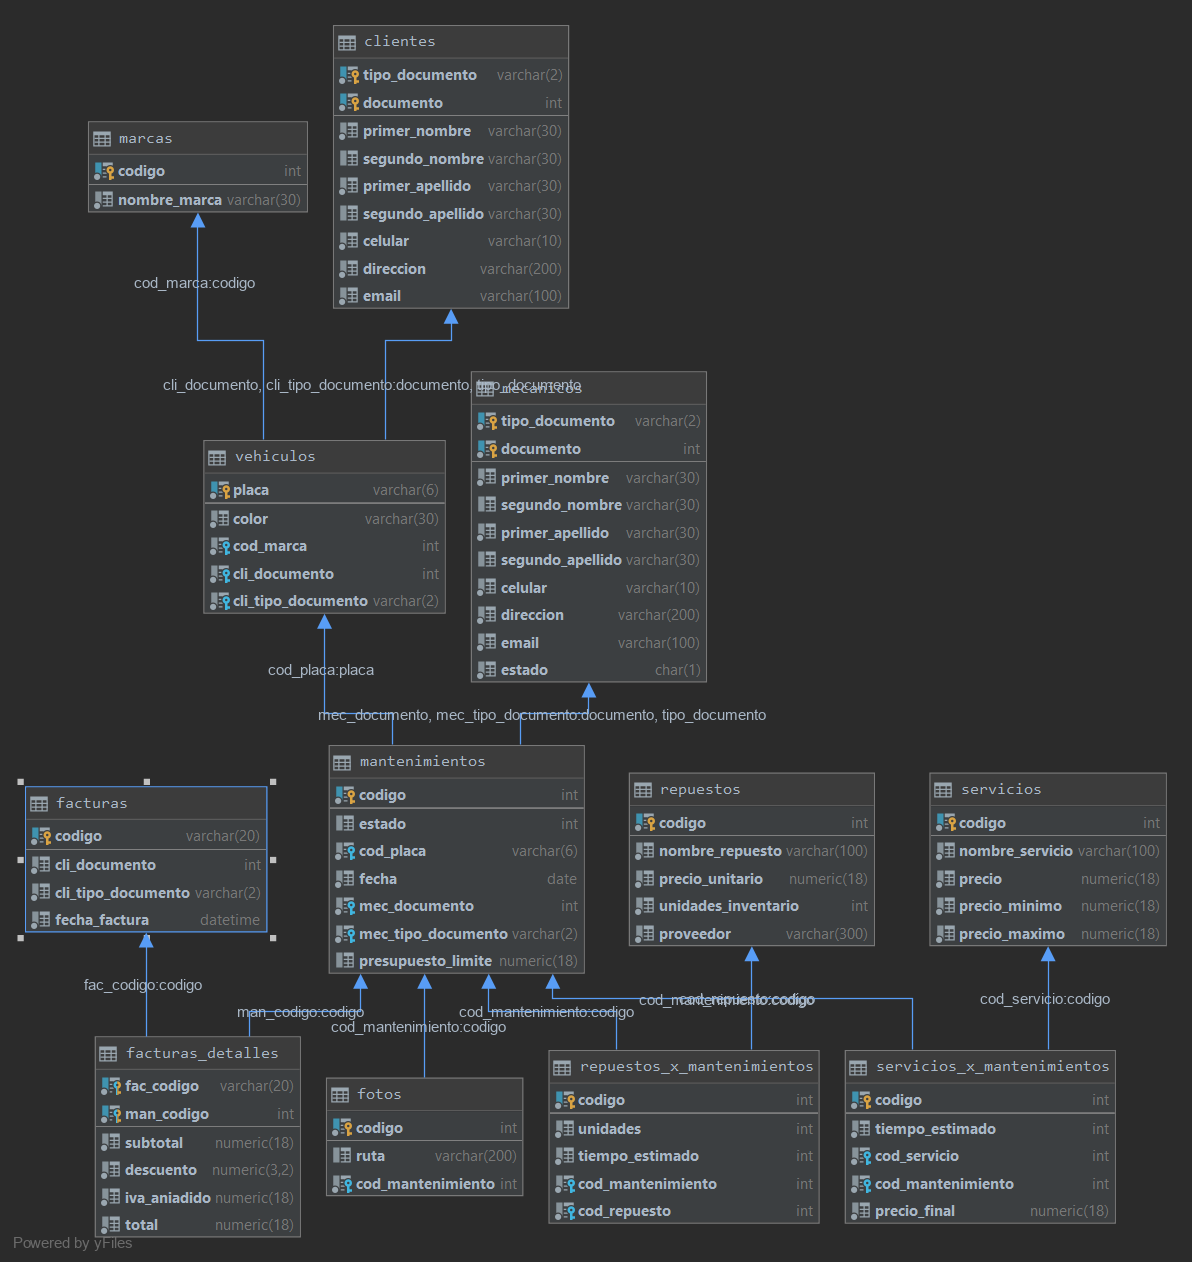 clientes
tipo_documento varchar(2)
documento int
primer_nombre varchar(30)
segundo_nombre varchar(30)
primer_apellido varchar(30)
segundo_apellido varchar(30)
celular varchar(10)
direccion varchar(200)
email varchar(100)
marcas
codigo int
nombre_marca varchar(30)
cod_marca:codigo
cli_documento, cli_tipo_documento:documento, tipo_documento
mecanicos
tipo_documento varchar(2)
documento int
primer_nombre varchar(30)
segundo_nombre varchar(30)
primer_apellido varchar(30)
segundo_apellido varchar(30)
celular varchar(10)
direccion varchar(200)
email varchar(100)
estado char(1)
vehiculos
placa varchar(6)
color varchar(30)
cod_marca int
cli_documento int
cli_tipo_documento varchar(2)
cod_placa:placa
mec_documento, mec_tipo_documento:documento, tipo_documento
mantenimientos
codigo int
estado int
cod_placa varchar(6)
fecha date
mec_documento int
mec_tipo_documento varchar(2)
presupuesto_limite numeric(18)
facturas
codigo varchar(20)
cli_documento int
cli_tipo_documento varchar(2)
fecha_factura datetime
repuestos
codigo int
nombre_repuesto varchar(100)
precio_unitario numeric(18)
unidades_inventario int
proveedor varchar(300)
servicios
codigo int
nombre_servicio varchar(100)
precio numeric(18)
precio_minimo numeric(18)
precio_maximo numeric(18)
fac_codigo:codigo
man_codigo:codigo
cod_mantenimiento:codigo
cod_mantenimiento:codigo
cod_mantenimiento:codigo
cod_repuesto:codigo
cod_servicio:codigo
facturas_detalles
fac_codigo varchar(20)
man_codigo int
subtotal numeric(18)
descuento numeric(3,2)
iva_aniadido numeric(18)
total numeric(18)
fotos
codigo int
ruta varchar(200)
cod_mantenimiento int
repuestos_x_mantenimientos
codigo int
unidades int
tiempo_estimado int
cod_mantenimiento int
cod_repuesto int
servicios_x_mantenimientos
codigo int
tiempo_estimado int
cod_servicio int
cod_mantenimiento int
precio_final numeric(18)
Powered by yFiles